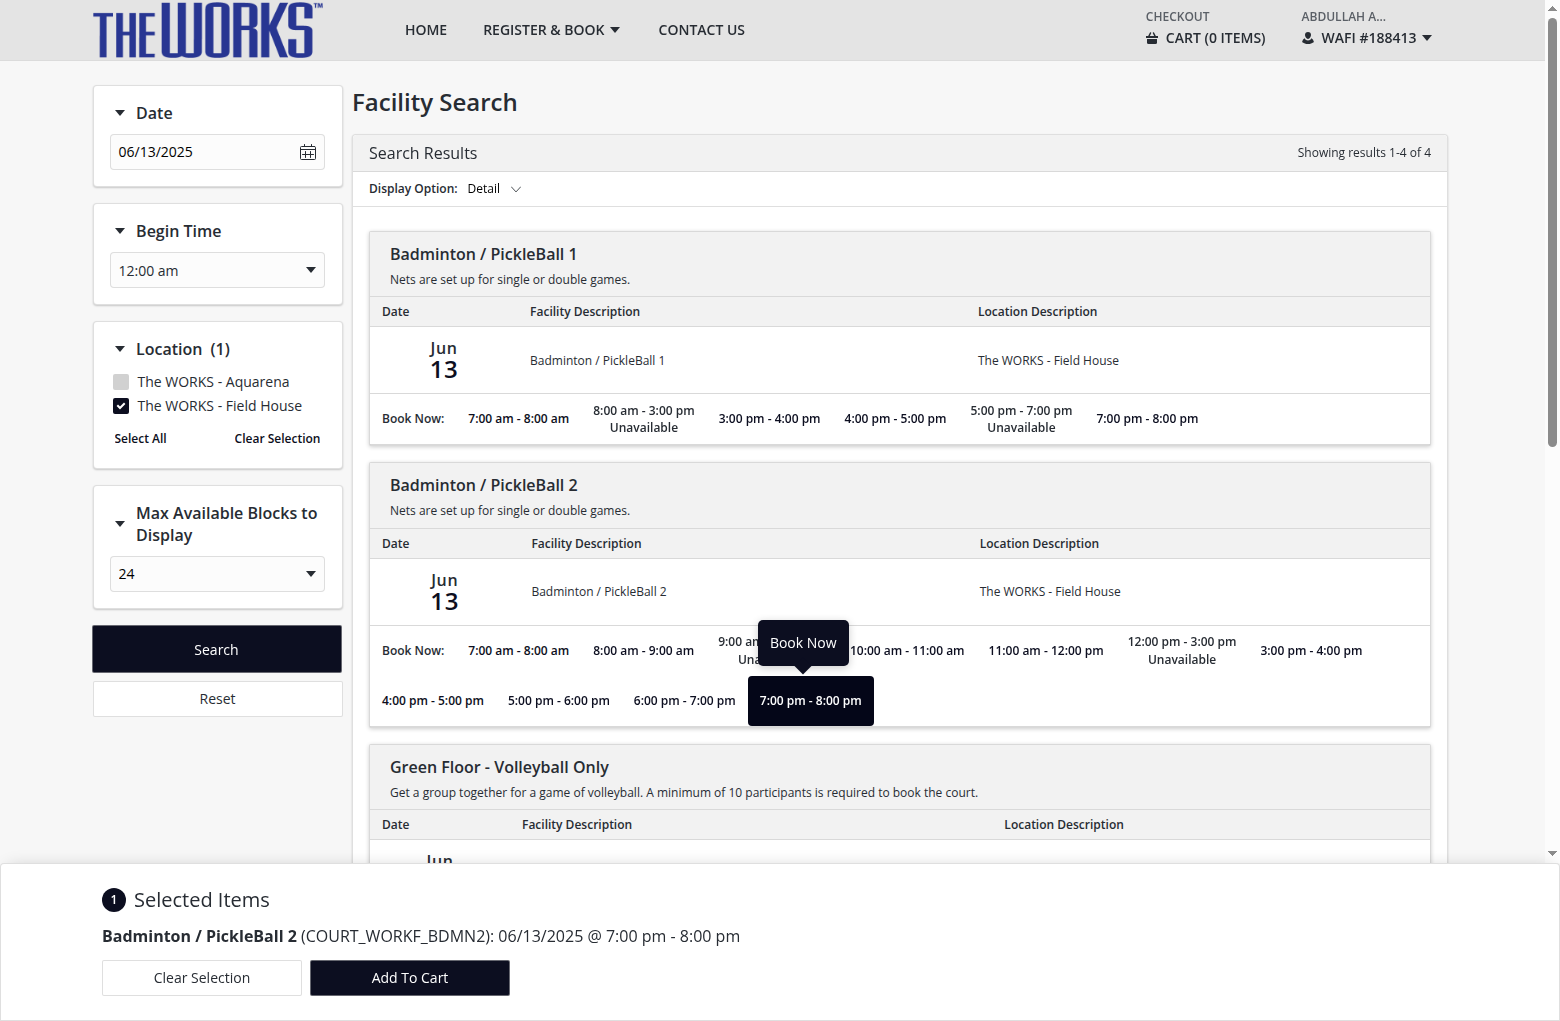 THE WORKS™
HOME
REGISTER & BOOK
CONTACT US
CHECKOUT
CART (0 ITEMS)
ABDULLAH A...
WAFI #188413
Date
06/13/2025
Begin Time
12:00 am
Location (1)
The WORKS - Aquarena
The WORKS - Field House
Select All
Clear Selection
Max Available Blocks to
Display
24
Search
Reset
Facility Search
Search Results
Showing results 1-4 of 4
Display Option: Detail
Badminton / PickleBall 1
Nets are set up for single or double games.
Date Facility Description Location Description
Jun
13
Badminton / PickleBall 1
The WORKS - Field House
Book Now:
7:00 am - 8:00 am
8:00 am - 3:00 pm
Unavailable
3:00 pm - 4:00 pm
4:00 pm - 5:00 pm
5:00 pm - 7:00 pm
Unavailable
7:00 pm - 8:00 pm
Badminton / PickleBall 2
Nets are set up for single or double games.
Date Facility Description Location Description
Jun
13
Badminton / PickleBall 2
The WORKS - Field House
Book Now:
7:00 am - 8:00 am
8:00 am - 9:00 am
9:00
Book Now
10:00 am - 11:00 am
11:00 am - 12:00 pm
12:00 pm - 3:00 pm
Unavailable
3:00 pm - 4:00 pm
4:00 pm - 5:00 pm
5:00 pm - 6:00 pm
6:00 pm - 7:00 pm
7:00 pm - 8:00 pm
Green Floor - Volleyball Only
Get a group together for a game of volleyball. A minimum of 10 participants is required to book the court.
Date Facility Description Location Description
Jun
1 Selected Items
Badminton / PickleBall 2 (COURT_WORKF_BDMN2): 06/13/2025 @ 7:00 pm - 8:00 pm
Clear Selection
Add To Cart